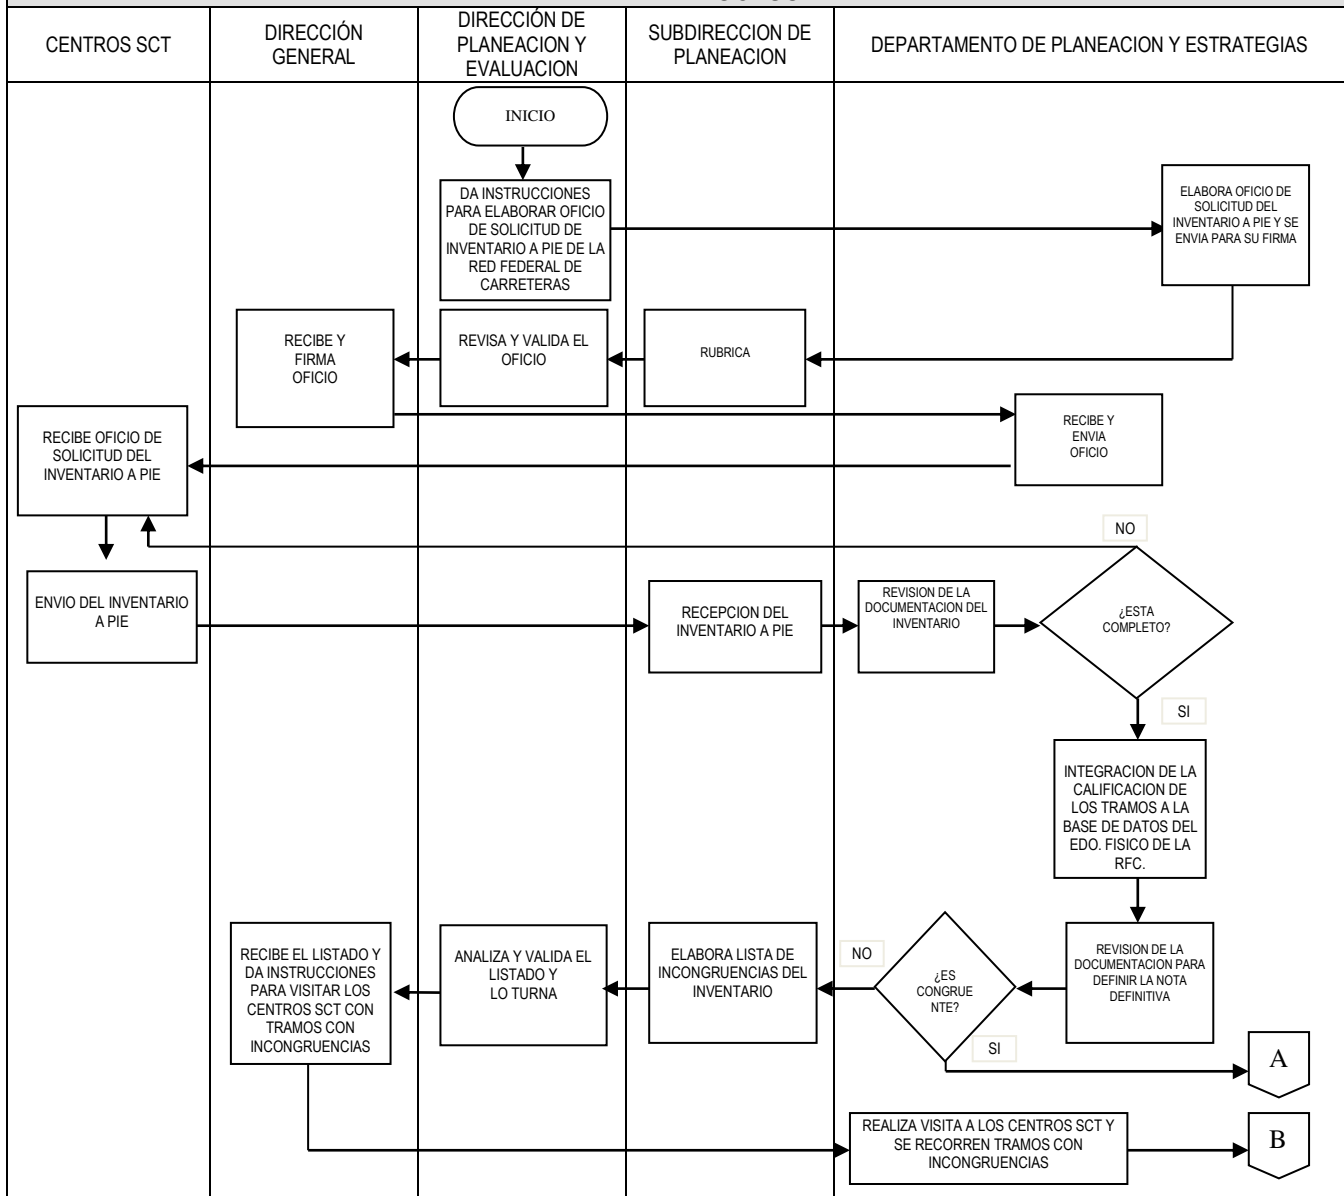 CENTROS SCT
DIRECCIÓN
GENERAL
DIRECCIÓN DE
PLANEACION Y
EVALUACION
SUBDIRECCION DE
PLANEACION
DEPARTAMENTO DE PLANEACION Y ESTRATEGIAS
INICIO
DA INSTRUCCIONES
PARA ELABORAR OFICIO
DE SOLICITUD DE
INVENTARIO A PIE DE LA
RED FEDERAL DE
CARRETERAS
ELABORA OFICIO DE
SOLICITUD DEL
INVENTARIO A PIE Y SE
ENVIA PARA SU FIRMA
RECIBE Y
FIRMA
OFICIO
REVISA Y VALIDA EL
OFICIO
RUBRICA
RECIBE Y
ENVIA
OFICIO
RECIBE OFICIO DE
SOLICITUD DEL
INVENTARIO A PIE
NO
ENVIO DEL INVENTARIO
A PIE
RECEPCION DEL
INVENTARIO A PIE
REVISION DE LA
DOCUMENTACION DEL
INVENTARIO
¿ESTA
COMPLETO?
SI
INTEGRACION DE LA
CALIFICACION DE
LOS TRAMOS A LA
BASE DE DATOS DEL
EDO. FISICO DE LA
RFC.
RECIBE EL LISTADO Y
DA INSTRUCCIONES
PARA VISITAR LOS
CENTROS SCT CON
TRAMOS CON
INCONGRUENCIAS
ANALIZA Y VALIDA EL
LISTADO Y
LO TURNA
ELABORA LISTA DE
INCONGRUENCIAS DEL
INVENTARIO
NO
¿ES
CONGRUE
NTE?
REVISION DE LA
DOCUMENTACION PARA
DEFINIR LA NOTA
DEFINITIVA
SI
A
REALIZA VISITA A LOS CENTROS SCT Y
SE RECORREN TRAMOS CON
INCONGRUENCIAS
B